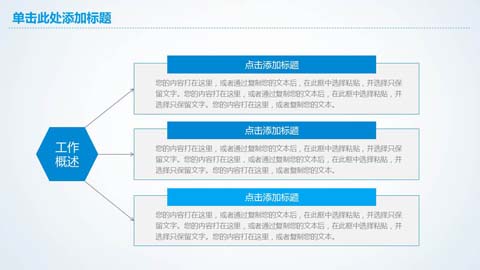 单击此处添加标题
点击添加标题
您的内容打在这里，或者通过复制您的文本后，在此框中选择粘贴，并选择只保
留文字。您的内容打在这里，或者通过复制您的文本后，在此框中选择粘贴，并
选择只保留文字。您的内容打在这里，或者通过复制您的文本。
工作
概述
点击添加标题
您的内容打在这里，或者通过复制您的文本后，在此框中选择粘贴，并选择只保
留文字。您的内容打在这里，或者通过复制您的文本后，在此框中选择粘贴，并
选择只保留文字。您的内容打在这里，或者通过复制您的文本。
点击添加标题
您的内容打在这里，或者通过复制您的文本后，在此框中选择粘贴，并选择只保
留文字。您的内容打在这里，或者通过复制您的文本后，在此框中选择粘贴，并
选择只保留文字。您的内容打在这里，或者通过复制您的文本。